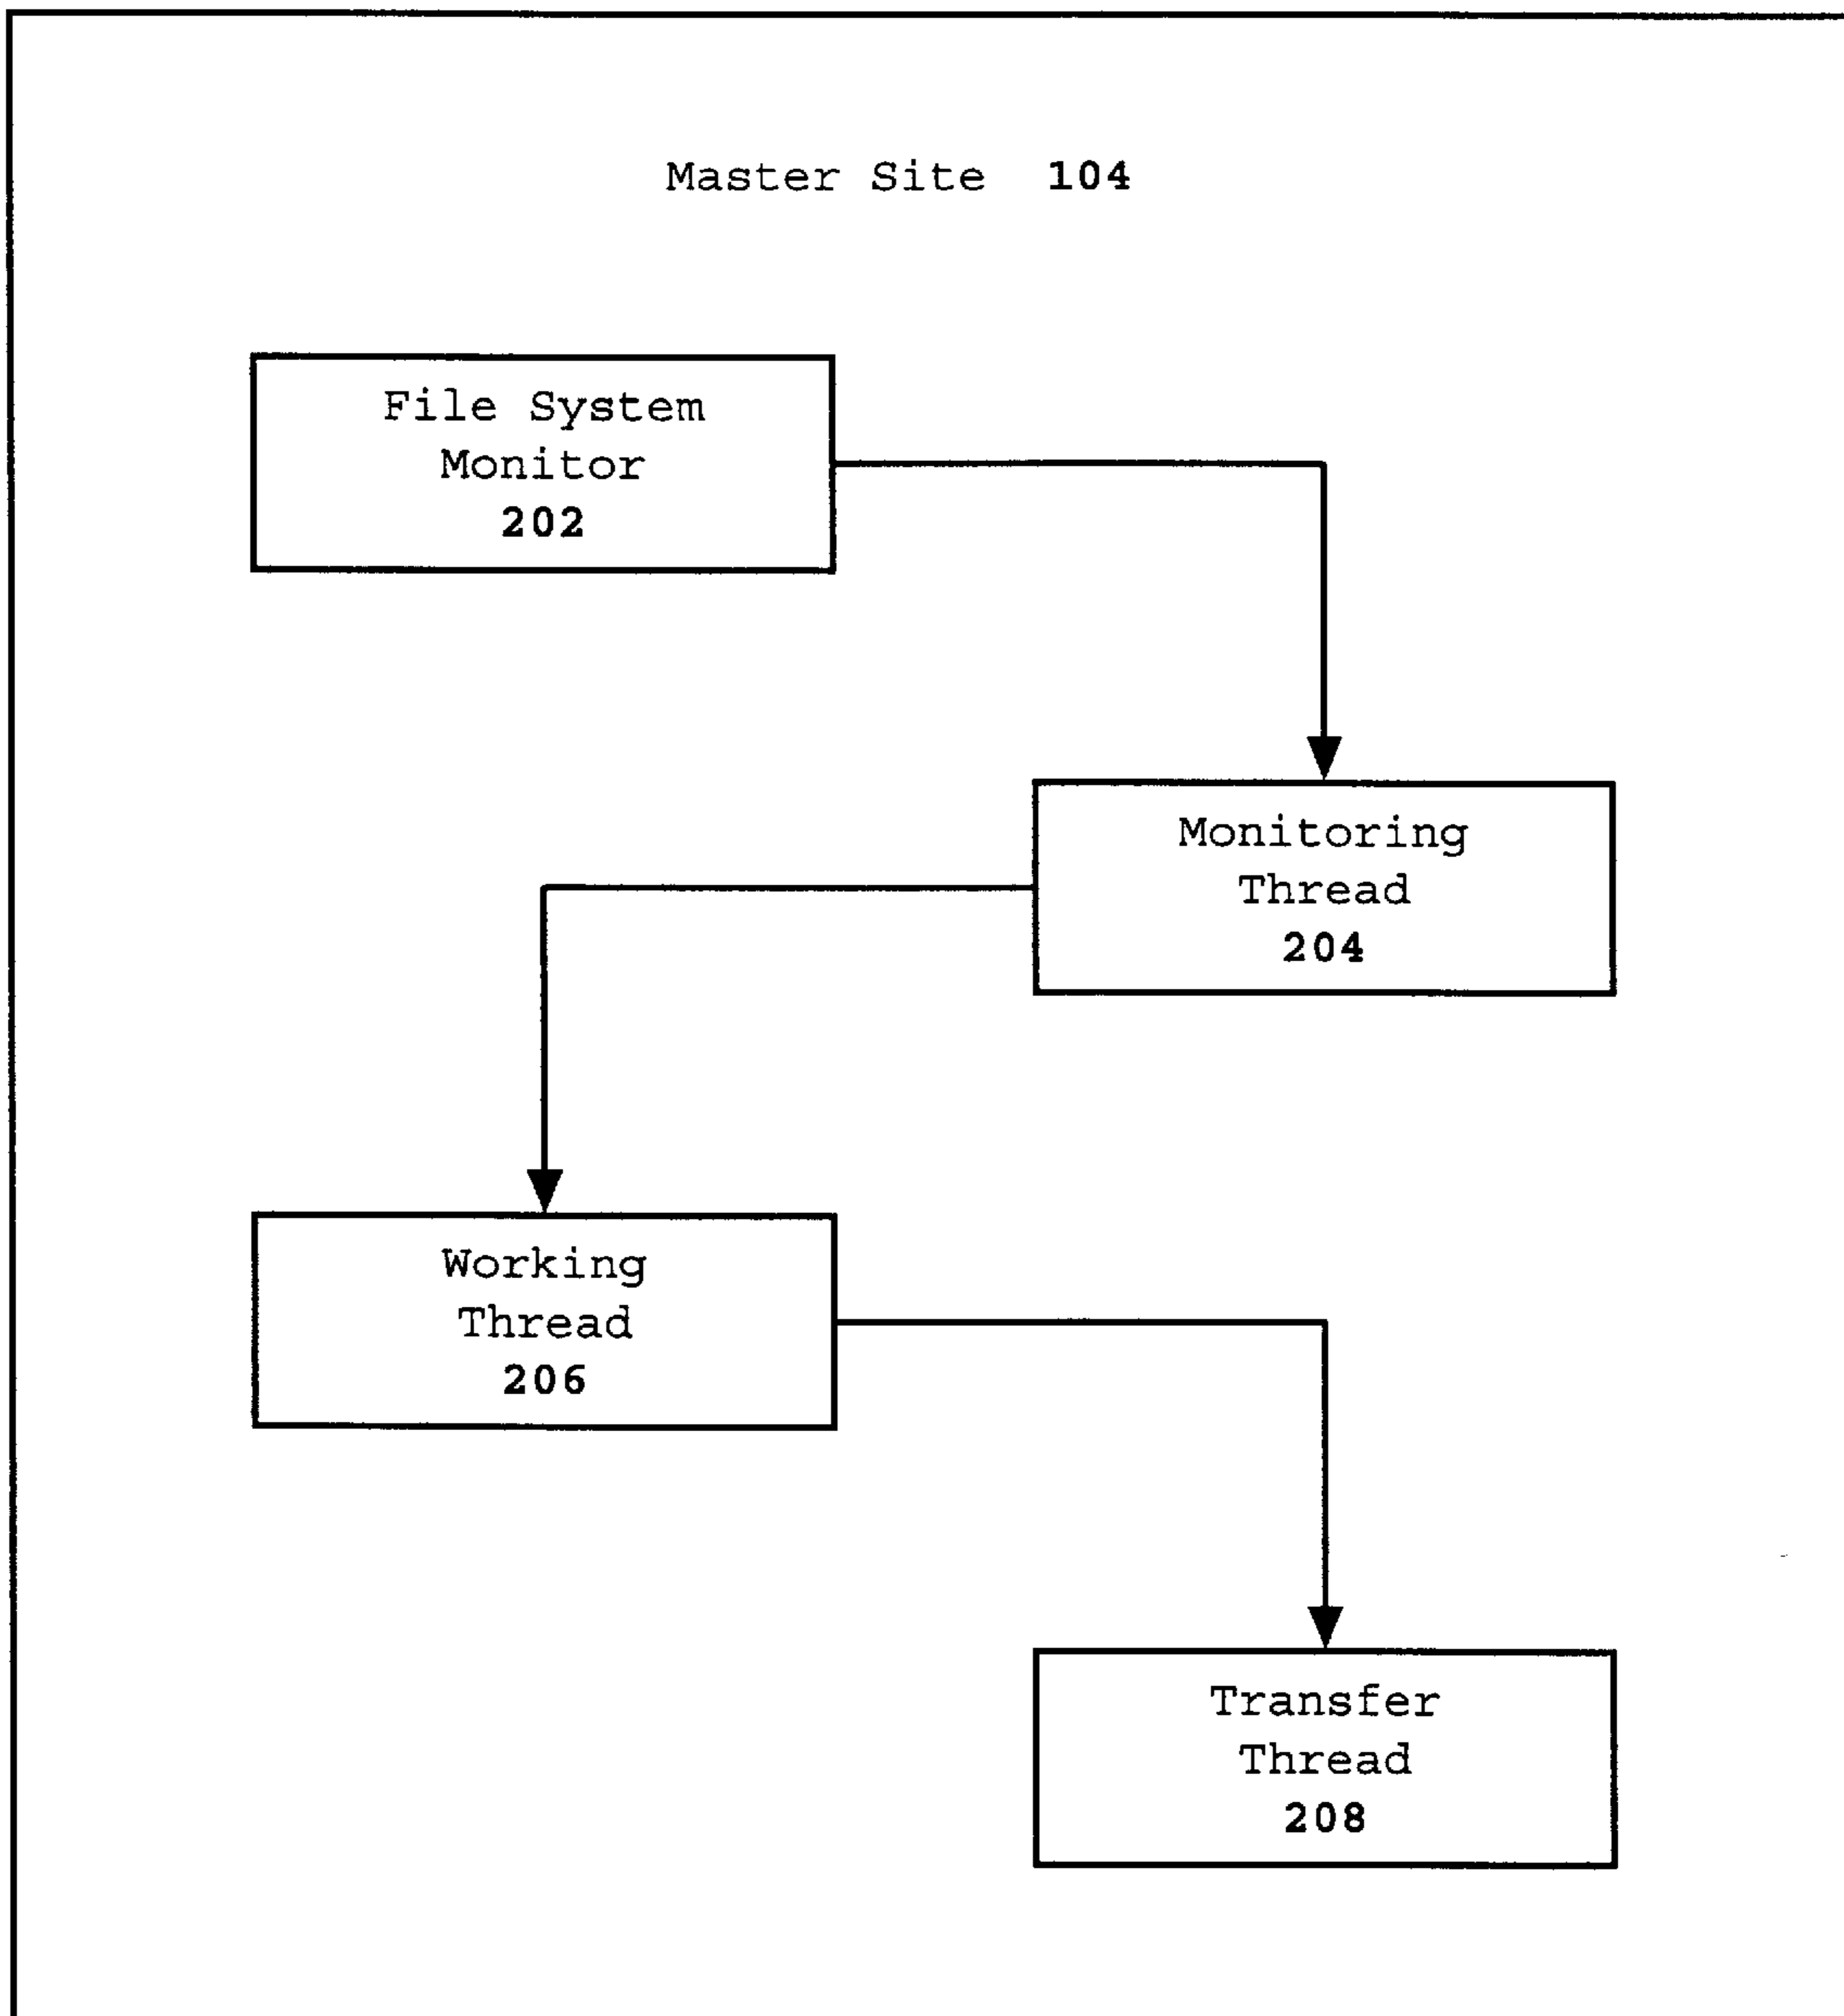 Master Site 104
File System
Monitor
202
Monitoring
Thread
204
Working
Thread
206
Transfer
Thread
208